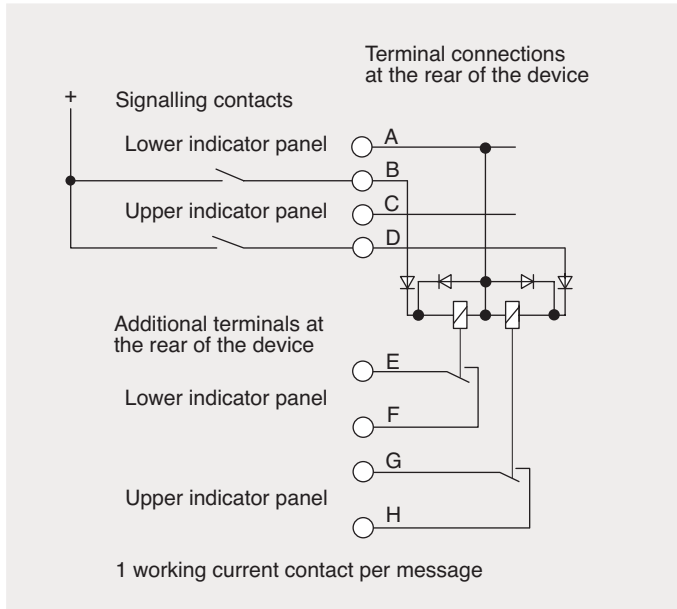 Terminal connections
at the rear of the device
+
Signalling contacts
Lower indicator panel
A
B
Upper indicator panel
C
D
Additional terminals at
the rear of the device
E
Lower indicator panel
F
G
Upper indicator panel
H
1 working current contact per message